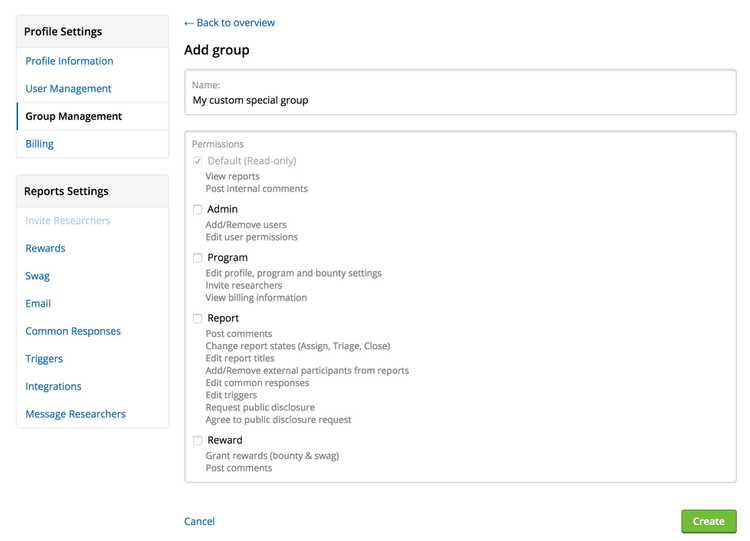 Profile Settings
Profile Information
User Management
Group Management
Billing
Reports Settings
Invite Researchers
Rewards
Swag
Email
Common Responses
Triggers
Integrations
Message Researchers
← Back to overview
Add group
Name:
My custom special group
Permissions
Default (Read-only)
View reports
Post internal comments
Admin
Add/Remove users
Edit user permissions
Program
Edit profile, program and bounty settings
Invite researchers
View billing information
Report
Post comments
Change report states (Assign, Triage, Close)
Edit report titles
Add/Remove external participants from reports
Edit common responses
Edit triggers
Request public disclosure
Agree to public disclosure request
Reward
Grant rewards (bounty & swag)
Post comments
Cancel
Create